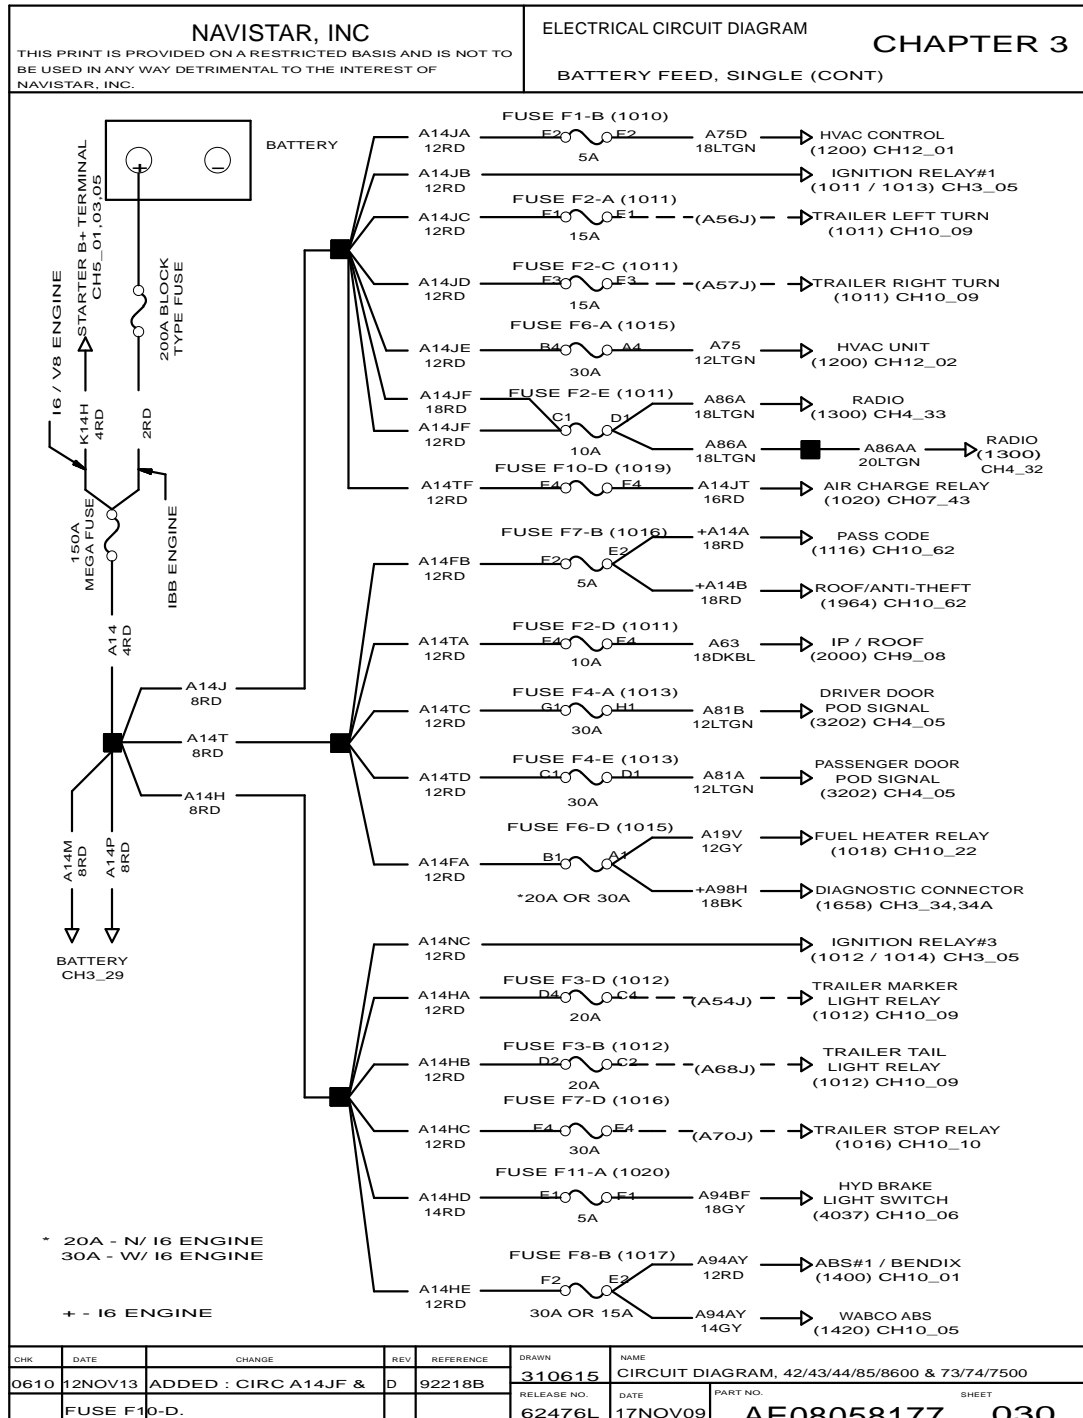 NAVISTAR, INC
THIS PRINT IS PROVIDED ON A RESTRICTED BASIS AND IS NOT TO
BE USED IN ANY WAY DETRIMENTAL TO THE INTEREST OF
NAVISTAR, INC.
ELECTRICAL CIRCUIT DIAGRAM
CHAPTER 3
BATTERY FEED, SINGLE (CONT)
BATTERY
+
-
STARTER B+ TERMINAL
CH5_01,03,05
200A BLOCK
TYPE FUSE
I6 / V8 ENGINE
K14H
4RD
2RD
150A
MEGA FUSE
IBB ENGINE
A14
4RD
A14J
8RD
A14T
8RD
A14H
8RD
A14M
8RD
A14P
8RD
BATTERY
CH3_29
FUSE F1-B (1010)
A14JA
12RD
F2
E2
5A
A75D
18LTGN
HVAC CONTROL
(1200) CH12_01
A14JB
12RD
IGNITION RELAY#1
(1011 / 1013) CH3_05
FUSE F2-A (1011)
A14JC
12RD
F1
E1
15A
(A56J)
TRAILER LEFT TURN
(1011) CH10_09
FUSE F2-C (1011)
A14JD
12RD
F3
E3
15A
(A57J)
TRAILER RIGHT TURN
(1011) CH10_09
FUSE F6-A (1015)
A14JE
12RD
B4
A4
30A
A75
12LTGN
HVAC UNIT
(1200) CH12_02
FUSE F2-E (1011)
A14JF
18RD
A14JF
12RD
C1
D1
10A
A86A
18LTGN
RADIO
(1300) CH4_33
A86A
18LTGN
A86AA
20LTGN
RADIO
(1300)
CH4_32
FUSE F10-D (1019)
A14TF
12RD
E4
F4
A14JT
16RD
AIR CHARGE RELAY
(1020) CH07_43
FUSE F7-B (1016)
A14FB
12RD
F2
E2
5A
+A14A
18RD
PASS CODE
(1116) CH10_62
+A14B
18RD
ROOF/ANTI-THEFT
(1964) CH10_62
FUSE F2-D (1011)
A14TA
12RD
F4
E4
10A
A63
18DKBL
IP / ROOF
(2000) CH9_08
FUSE F4-A (1013)
A14TC
12RD
G1
H1
30A
A81B
12LTGN
DRIVER DOOR
POD SIGNAL
(3202) CH4_05
FUSE F4-E (1013)
A14TD
12RD
C1
D1
30A
A81A
12LTGN
PASSENGER DOOR
POD SIGNAL
(3202) CH4_05
FUSE F6-D (1015)
A14FA
12RD
B1
A1
*20A OR 30A
A19V
12GY
FUEL HEATER RELAY
(1018) CH10_22
+A98H
18BK
DIAGNOSTIC CONNECTOR
(1658) CH3_34,34A
A14NC
12RD
IGNITION RELAY#3
(1012 / 1014) CH3_05
FUSE F3-D (1012)
A14HA
12RD
D4
C4
20A
(A54J)
TRAILER MARKER
LIGHT RELAY
(1012) CH10_09
FUSE F3-B (1012)
A14HB
12RD
D2
C2
20A
(A68J)
TRAILER TAIL
LIGHT RELAY
(1012) CH10_09
FUSE F7-D (1016)
A14HC
12RD
F4
E4
30A
(A70J)
TRAILER STOP RELAY
(1016) CH10_10
FUSE F11-A (1020)
A14HD
14RD
E1
F1
5A
A94BF
18GY
HYD BRAKE
LIGHT SWITCH
(4037) CH10_06
FUSE F8-B (1017)
A14HE
12RD
F2
E2
30A OR 15A
A94AY
12RD
ABS#1 / BENDIX
(1400) CH10_01
A94AY
14GY
WABCO ABS
(1420) CH10_05
* 20A - N/ I6 ENGINE
30A - W/ I6 ENGINE
+ - I6 ENGINE
CHK DATE CHANGE REV REFERENCE
0610 12NOV13 ADDED : CIRC A14JF & D 92218B
FUSE F10-D.
DRAWN
310615
NAME
CIRCUIT DIAGRAM, 42/43/44/85/8600 & 73/74/7500
RELEASE NO.
62476L
DATE
17NOV09
PART NO.
AE08058177
SHEET
030